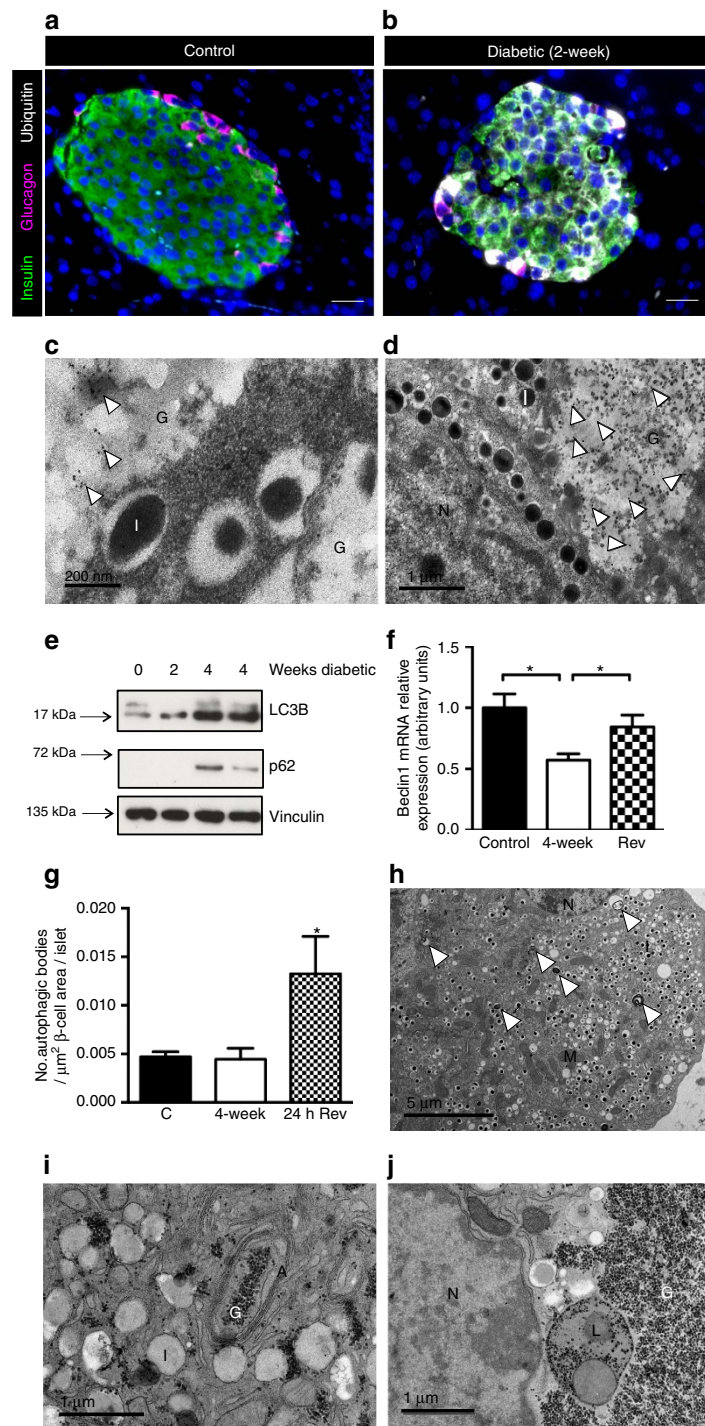 a
Control
b
Diabetic (2-week)
Insulin Glucagon Ubiquitin
c
G
I
G
200 nm
d
I
G
N
1 μm
e
0 2 4 4 Weeks diabetic
LC3B
17 kDa
72 kDa
p62
135 kDa
Vinculin
f
Beclin1 mRNA relative
expression (arbitrary units)
1.5
1.0
0.5
0.0
* *
Control 4-week Rev
g
No.autophagic bodies
/ μm² β-cell area / islet
0.020
0.015
0.010
0.005
0.000
*
C 4-week 24 h Rev
h
N
I
M
5 μm
i
A
G
I
1 μm
j
N
G
L
1 μm